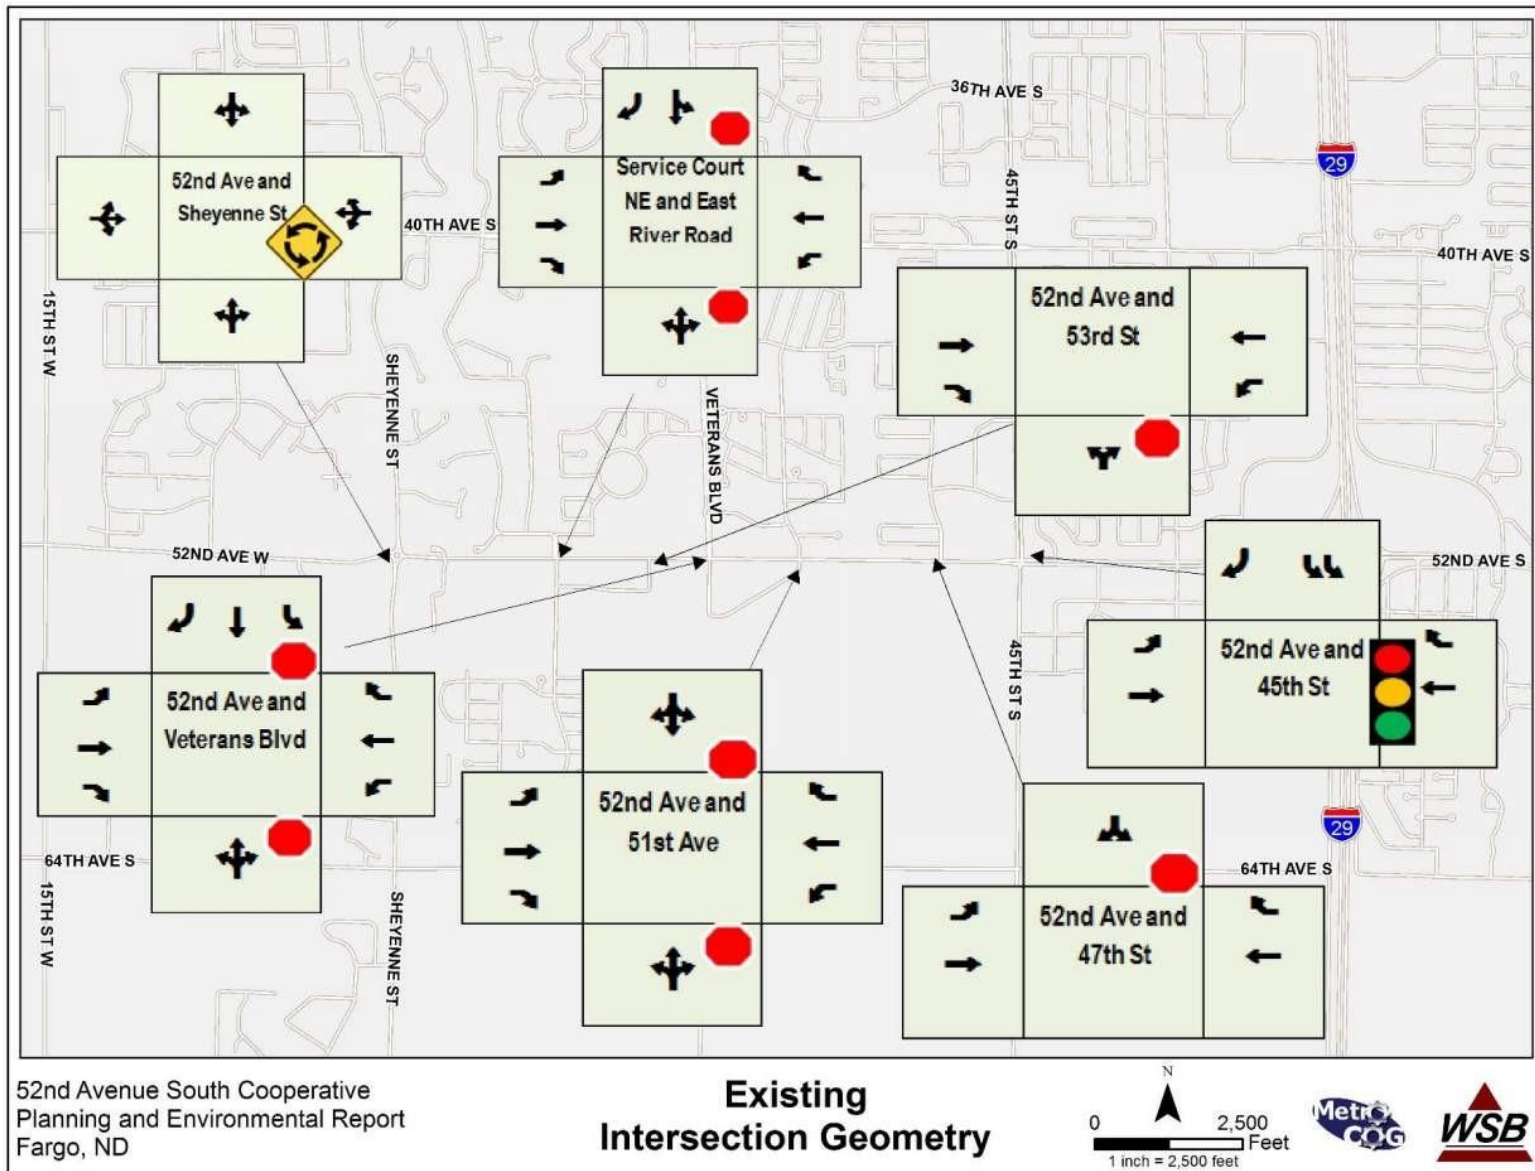 36TH AVE S
29
52nd Ave and
Sheyenne St
Service Court
NE and East
River Road
40TH AVE S
45TH ST S
40TH AVE S
15TH ST W
SHEYENNE ST
VETERANS BLVD
52nd Ave and
53rd St
52ND AVE W
52ND AVE S
52nd Ave and
Veterans Blvd
52nd Ave and
45th St
45TH ST S
52nd Ave and
51st Ave
29
64TH AVE S
64TH AVE S
15TH ST W
SHEYENNE ST
52nd Ave and
47th St
52nd Avenue South Cooperative
Planning and Environmental Report
Fargo, ND
Existing
Intersection Geometry
N
0 2,500
Feet
1 inch = 2,500 feet
Metro
COG
WSB